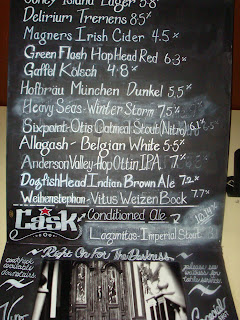 Coney Island Lager 5.8
Delirium Tremens 8.5%
Magners Irish Cider 4.5%
Green Flash Hop Head Red 6.3%
Gaffel Kölsch 4.8%
Hofbräu München Dunkel 5.5%
Heavy Seas - Winter Storm 7.5%
Sixpoint - Otis Oatmeal Stout (Nitro) 6.1%
Allagash - Belgian White 5.5%
Anderson Valley - Hop Ottin IPA 7%
Dogfish Head Indian Brown Ale 7.2%
Weihenstephan - Vitus Weizen Bock 7.7%
Cask
Conditioned Ale
Lagunitas - Imperial Stout
Right On For The Darkness
available
downstairs